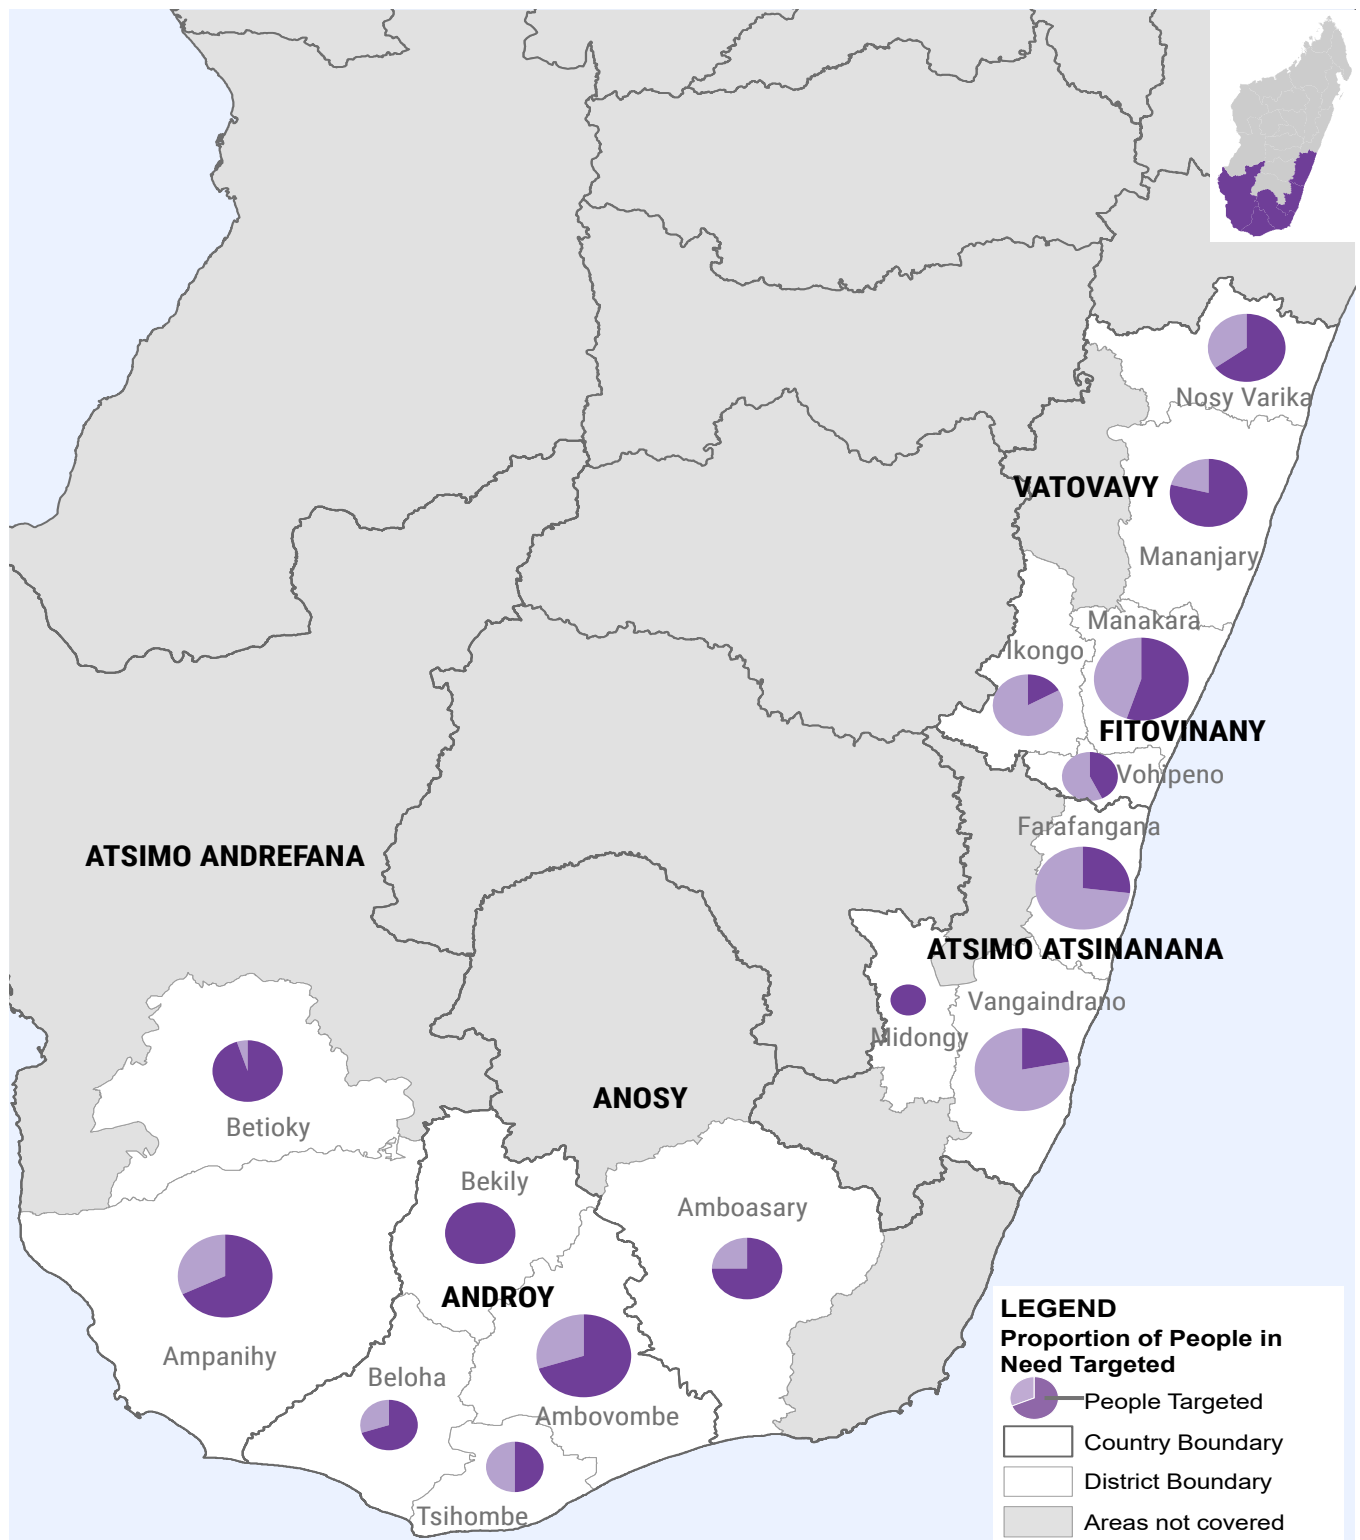 Nosy Varika
VATOVAVY
Mananjary
Manakara
Ikongo
FITOVINANY
Vohipeno
Farafangana
ATSIMO ANDREFANA
ATSIMO ATSINANANA
Vangaindrano
Midongy
Betioky
ANOSY
Bekily
Amboasary
ANDROY
Ampanihy
Beloha
Ambovombe
Tsihombe
LEGEND
Proportion of People in
Need Targeted
People Targeted
Country Boundary
District Boundary
Areas not covered